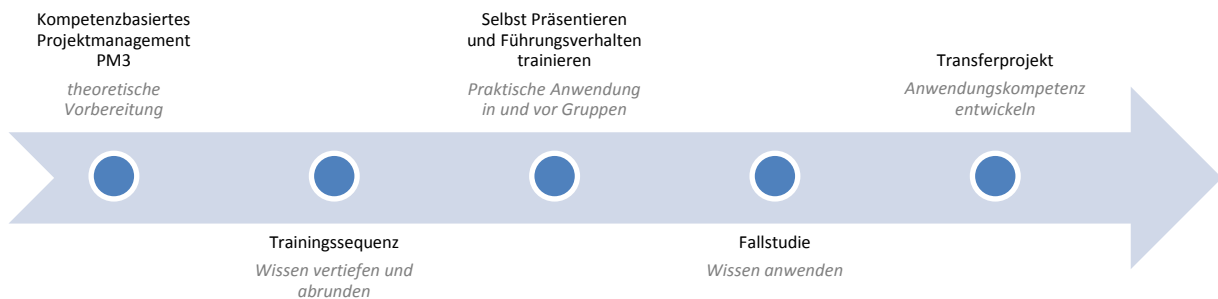 Kompetenzbasiertes
Projektmanagement
PM3
theoretische
Vorbereitung
Trainingssequenz
Wissen vertiefen und
abrunden
Selbst Präsentieren
und Führungsverhalten
trainieren
Praktische Anwendung
in und vor Gruppen
Fallstudie
Wissen anwenden
Transferprojekt
Anwendungskompetenz
entwickeln